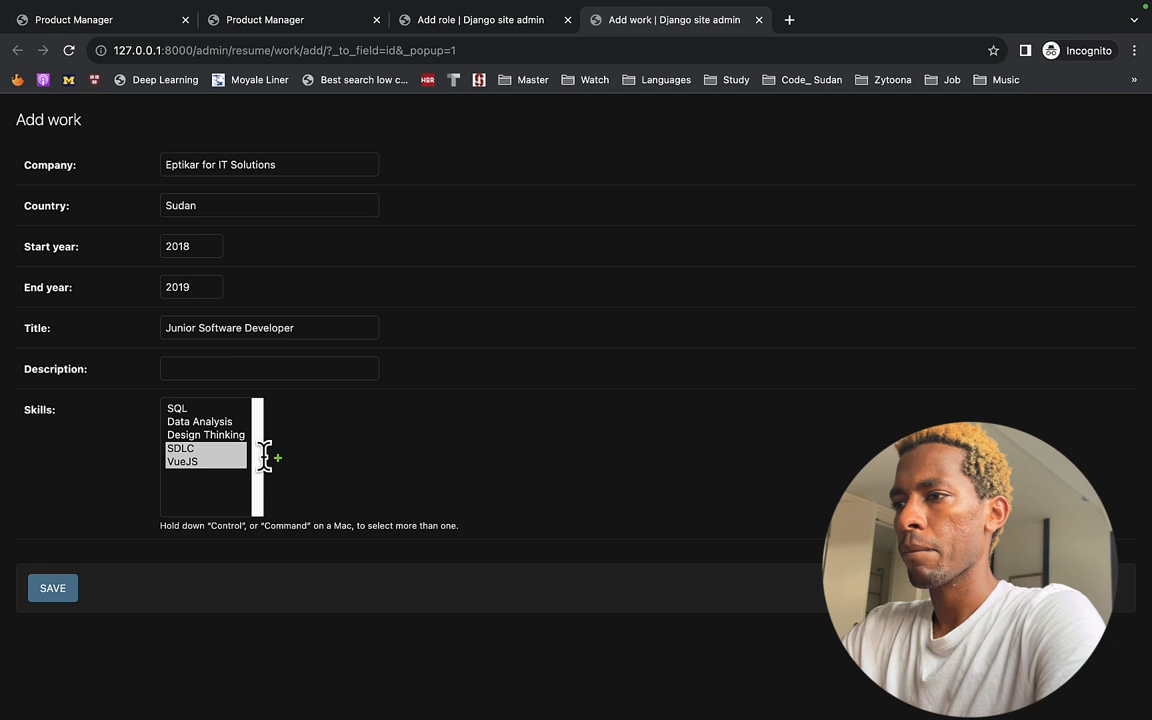 Product Manager
Product Manager
Add role | Django site admin
Add work | Django site admin
127.0.0.1:8000/admin/resume/work/add/?_to_field=id&_popup=1
Incognito
M
Deep Learning
Moyale Liner
Best search low c...
HBR
T
Master
Watch
Languages
Study
Code_ Sudan
Zytoona
Job
Music
»
Add work
Company:
Eptikar for IT Solutions
Country:
Sudan
Start year:
2018
End year:
2019
Title:
Junior Software Developer
Description:
Skills:
SQL
Data Analysis
Design Thinking
SDLC
VueJS
Hold down “Control”, or “Command” on a Mac, to select more than one.
SAVE